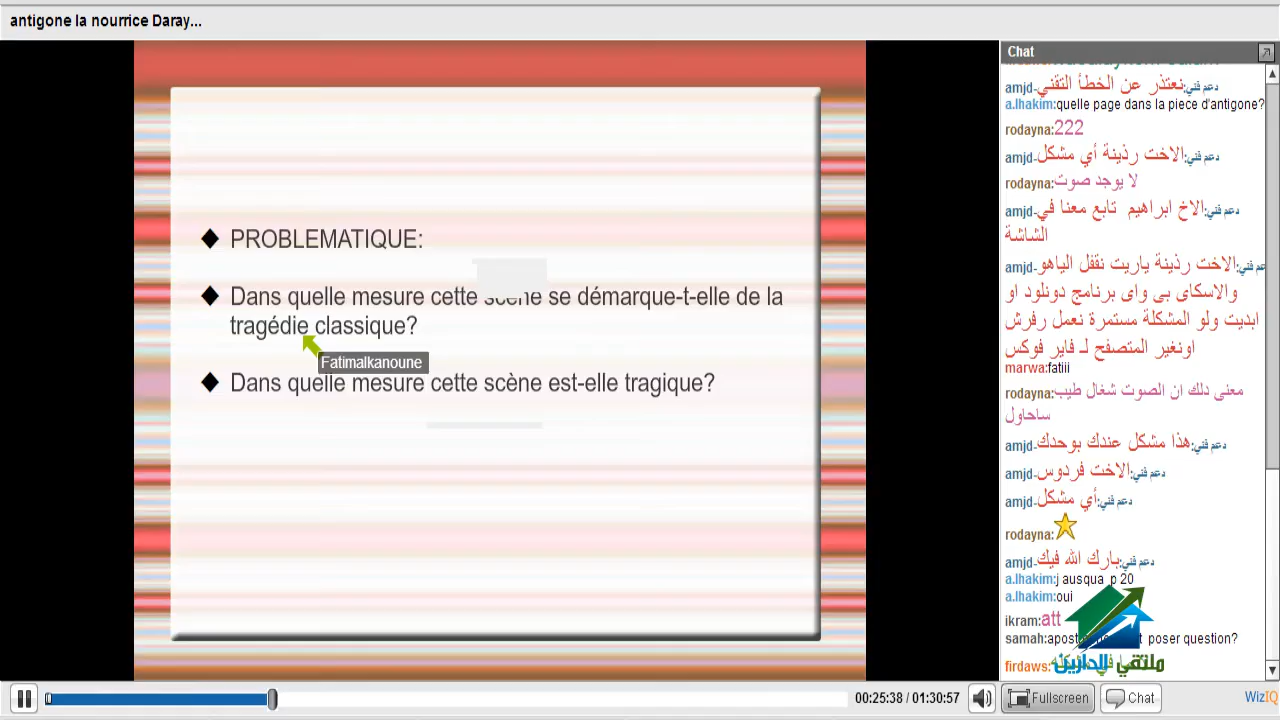 antigone la nourrice Daray...
PROBLEMATIQUE:
Dans quelle mesure cette scène se démarque-t-elle de la
tragédie classique?
Fatimalkanoune
Dans quelle mesure cette scène est-elle tragique?
Chat
amjd-دعم فني:نعتذر عن الخطأ التقني
a.lhakim:quelle page dans la piece d'antigone?
rodayna:222
amjd-دعم فني:الاخت رذينة أي مشكل
rodayna:لا يوجد صوت
amjd-دعم فني:الاخ ابراهيم تابع معنا في
الشاشة
amjd-دعم فني:الاخت رذينة ياريت نقفل الياهو
والاسكاى بى واى برنامج دونلود او
ابديت ولو المشكلة مستمرة نعمل رفرش
اونغير المتصفح لـ فاير فوكس
marwa:fatiii
rodayna:معنى دلك ان الصوت شغال طيب
ساحاول
amjd-دعم فني:هذا مشكل عندك بوحدك
amjd-دعم فني:الاخت فردوس
amjd-دعم فني:أي مشكل
rodayna:
amjd-دعم فني:بارك الله فيك
a.lhakim:j ausqua p 20
a.lhakim:oui
ikram:att
samah: poser question?
firdaws:
ملتقي الدارين
00:25:38 / 01:30:57
Fullscreen
Chat
WizIQ